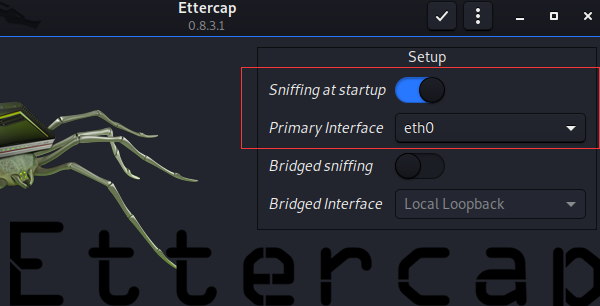 Ettercap
0.8.3.1
Setup
Sniffing at startup
Primary Interface eth0
Bridged sniffing
Bridged Interface Local Loopback
Ettercap